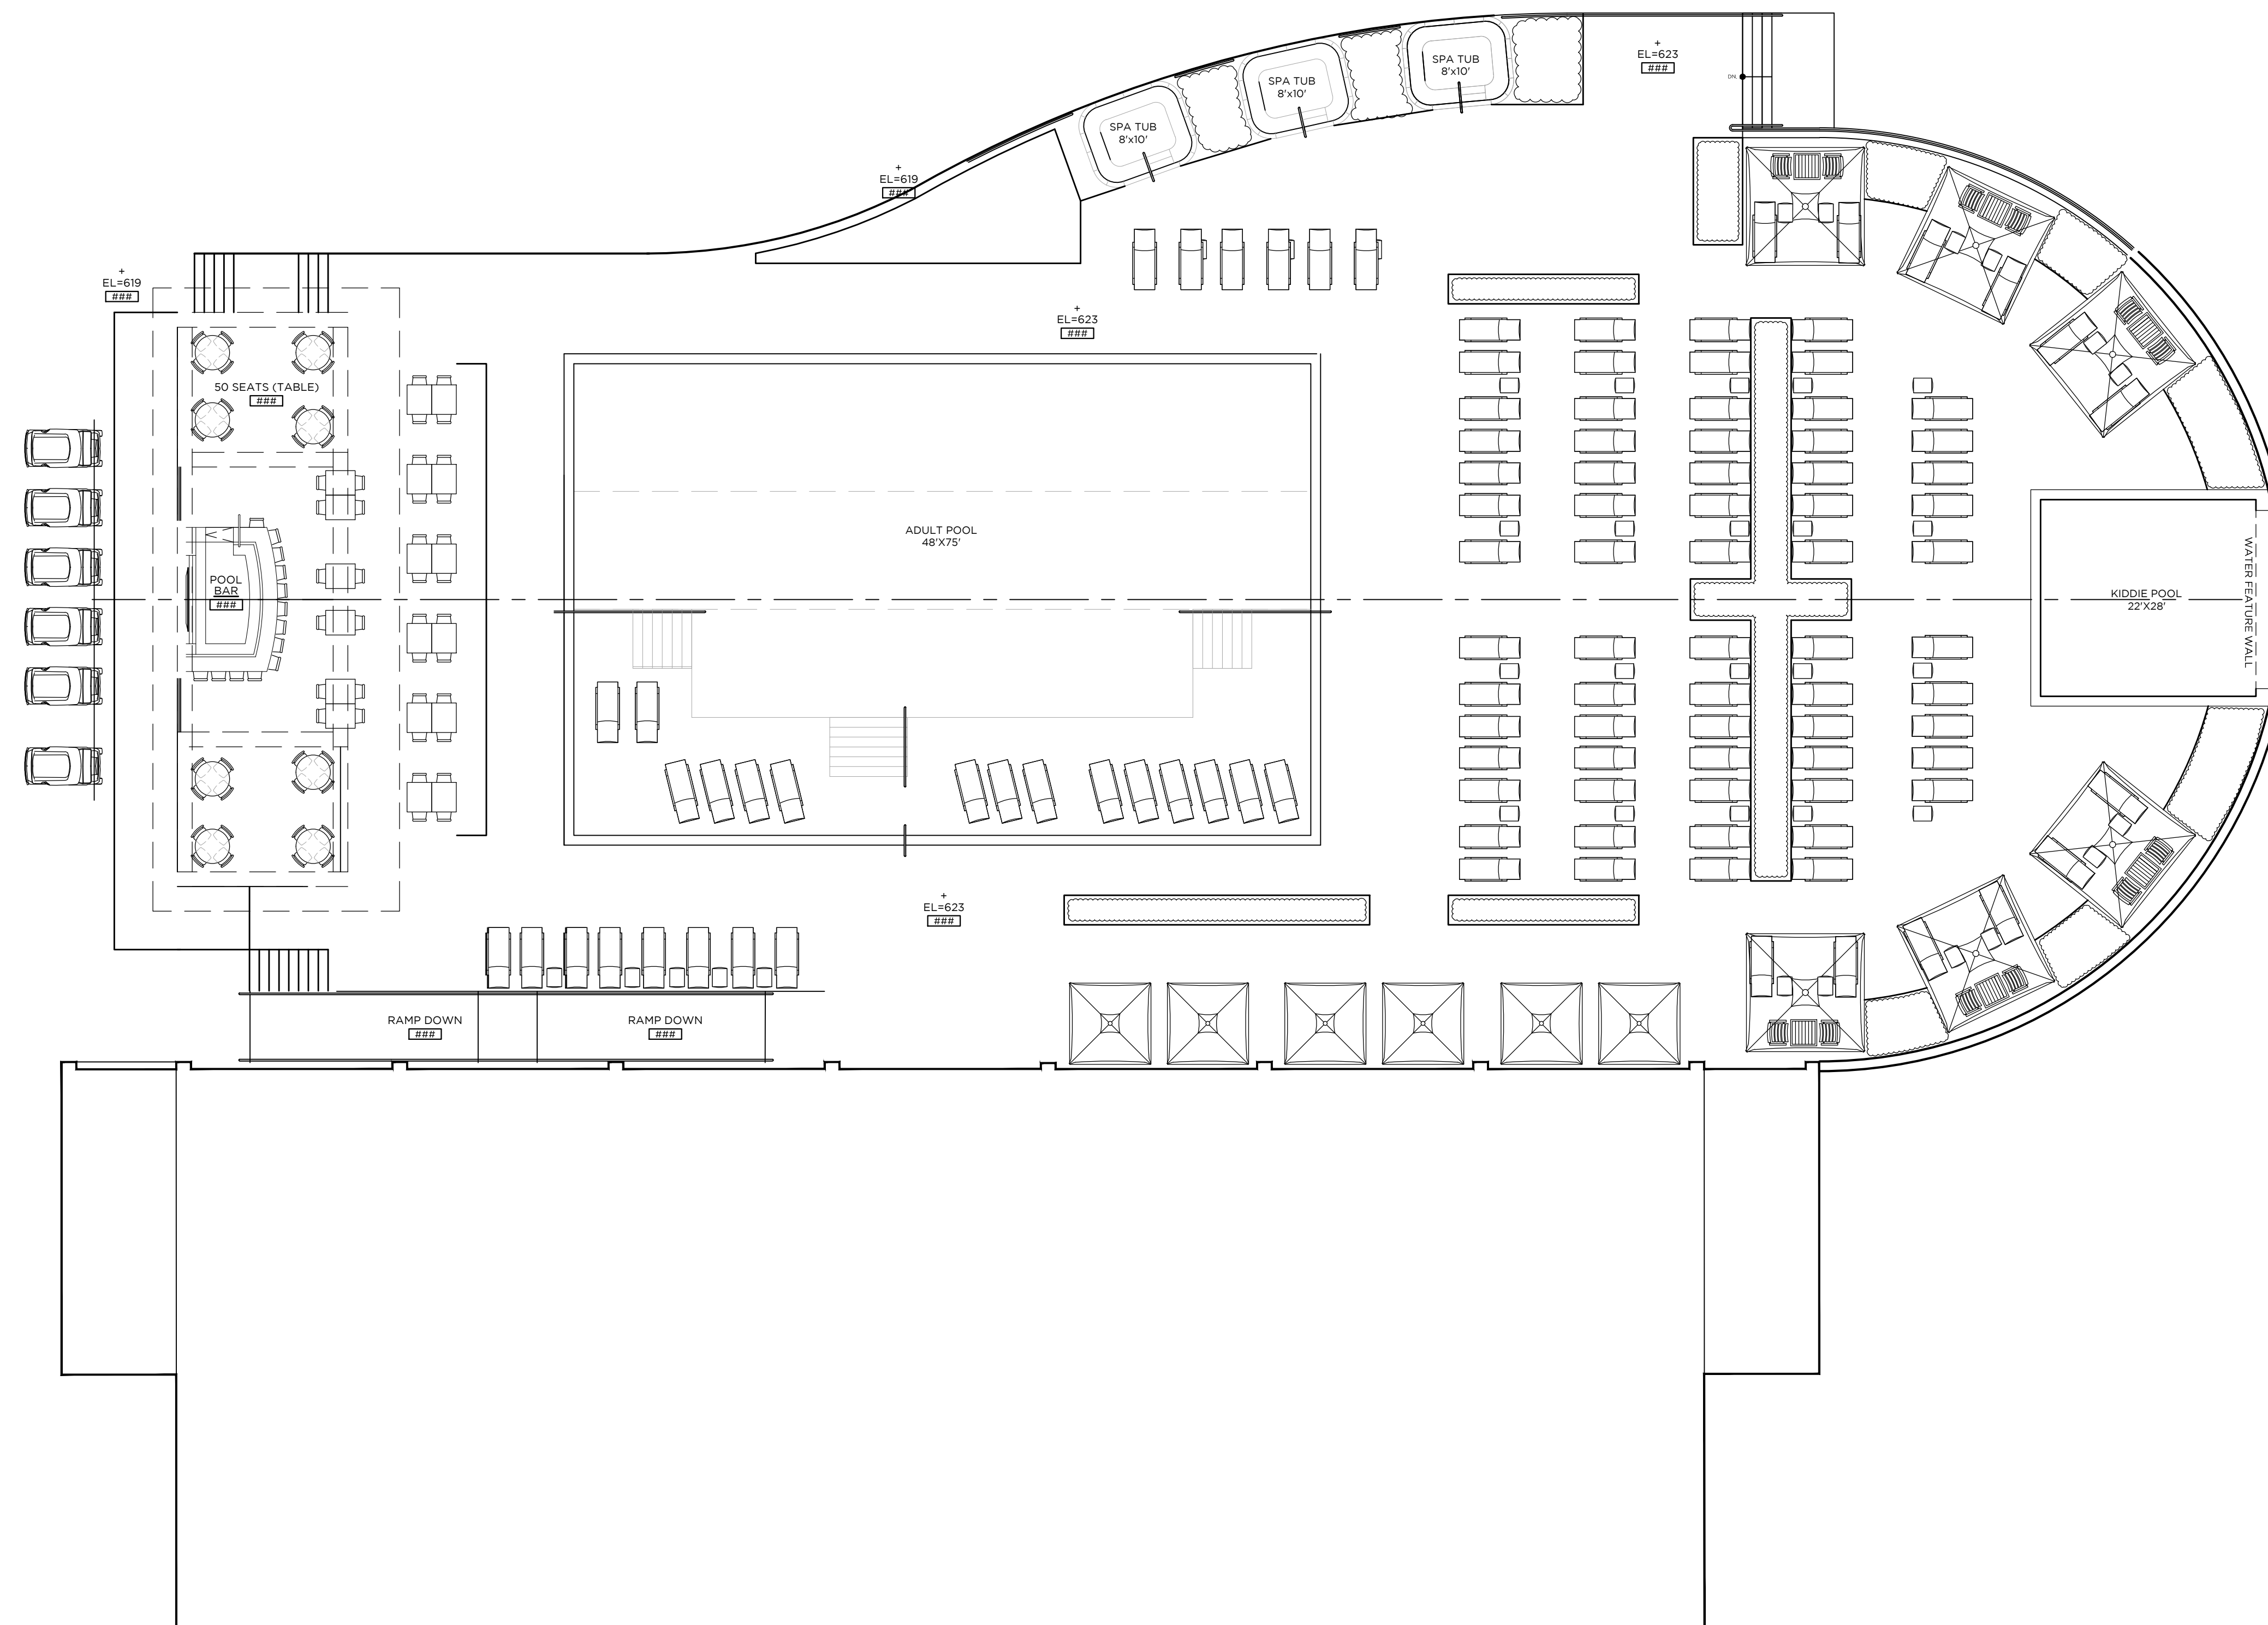 SPA TUB
8'x10'
SPA TUB
8'x10'
SPA TUB
8'x10'
+
EL=623
###
DN.
+
EL=619
###
+
EL=619
###
+
EL=623
###
50 SEATS (TABLE)
###
ADULT POOL
48'X75'
POOL
BAR
###
KIDDIE POOL
22'X28'
WATER FEATURE WALL
+
EL=623
###
RAMP DOWN
###
RAMP DOWN
###